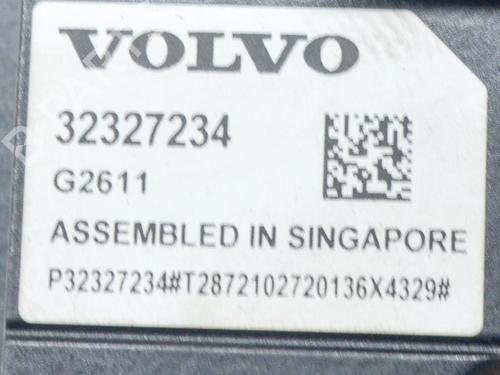 VOLVO
32327234
G2611
ASSEMBLED IN SINGAPORE
P32327234#T2872102720136X4329#